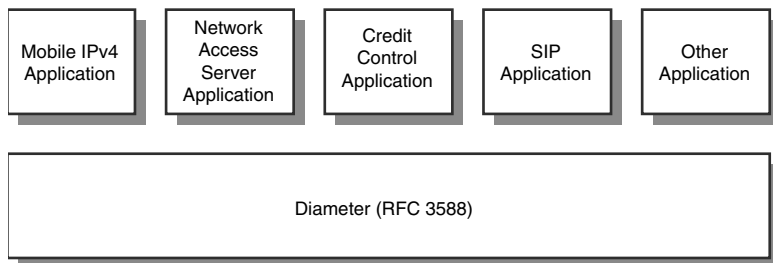 Mobile IPv4
Application
Network
Access
Server
Application
Credit
Control
Application
SIP
Application
Other
Application
Diameter (RFC 3588)